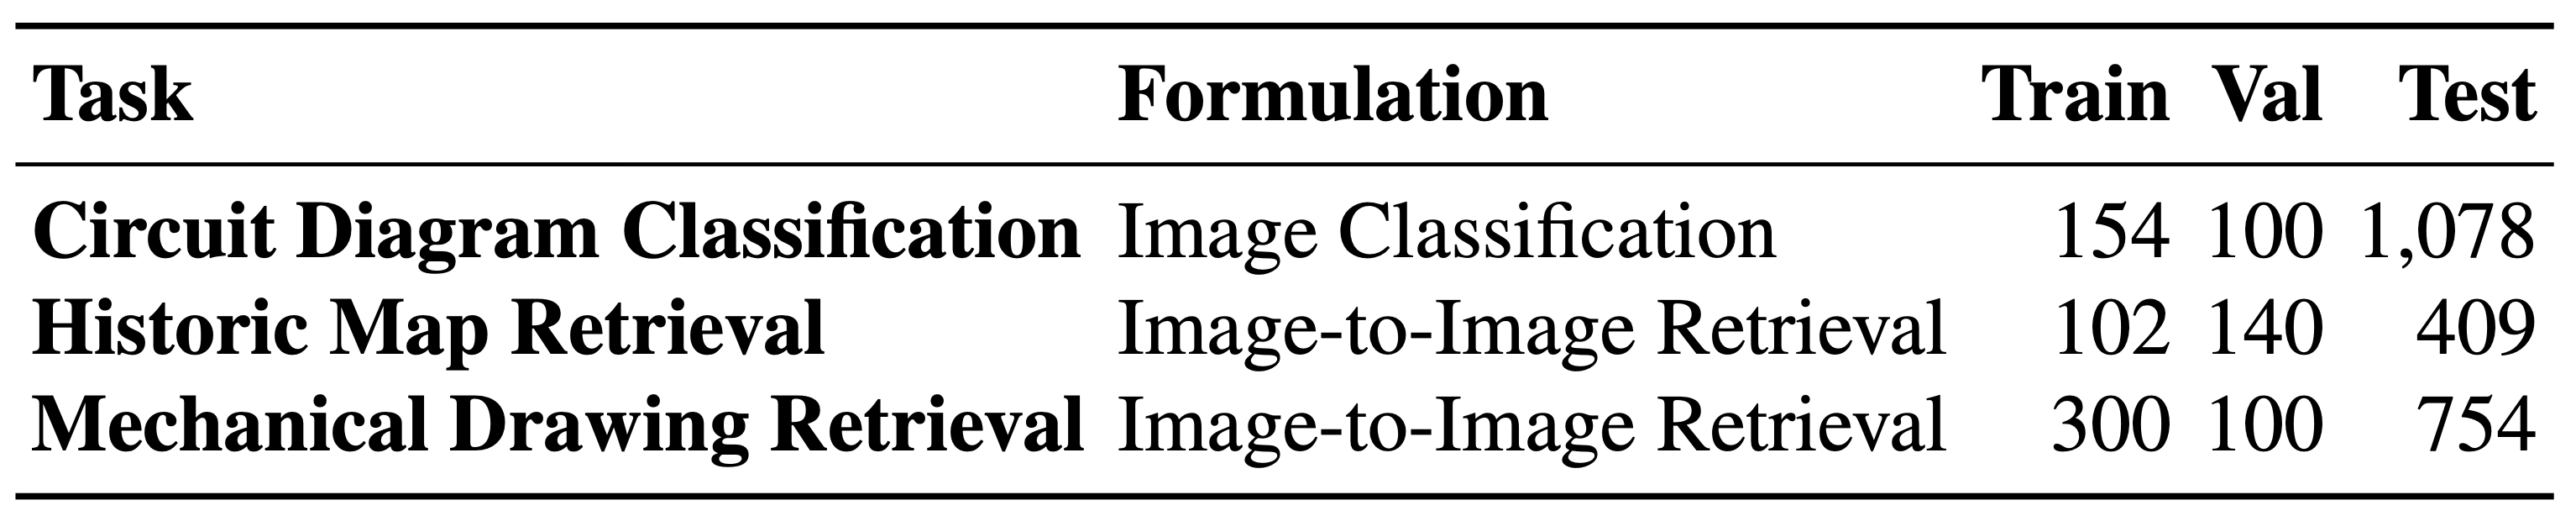 Task Formulation Train Val Test
Circuit Diagram Classification Image Classification 154 100 1,078
Historic Map Retrieval Image-to-Image Retrieval 102 140 409
Mechanical Drawing Retrieval Image-to-Image Retrieval 300 100 754